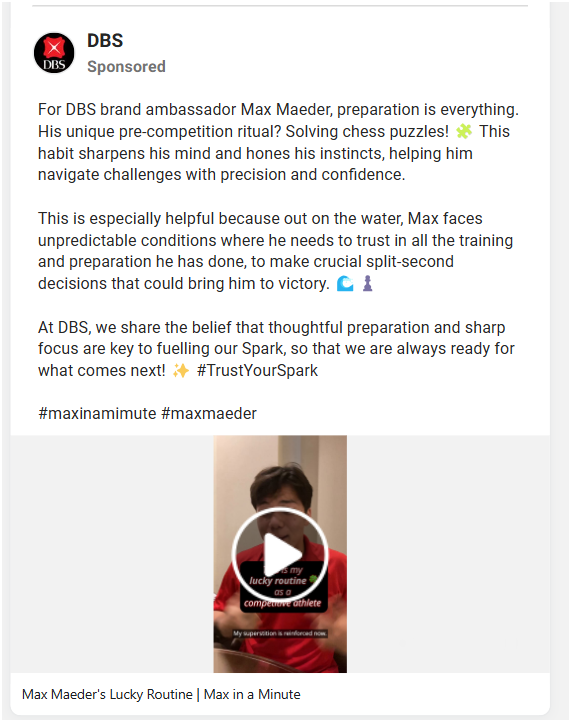 DBS
DBS
Sponsored
For DBS brand ambassador Max Maeder, preparation is everything.
His unique pre-competition ritual? Solving chess puzzles! 🧩 This
habit sharpens his mind and hones his instincts, helping him
navigate challenges with precision and confidence.
This is especially helpful because out on the water, Max faces
unpredictable conditions where he needs to trust in all the training
and preparation he has done, to make crucial split-second
decisions that could bring him to victory. 🌊 ♟️
At DBS, we share the belief that thoughtful preparation and sharp
focus are key to fuelling our Spark, so that we are always ready for
what comes next! ✨ #TrustYourSpark
#maxinamimute #maxmaeder
is my
lucky routine 🍀
as a
competitive athlete
My superstition is reinforced now.
Max Maeder's Lucky Routine | Max in a Minute